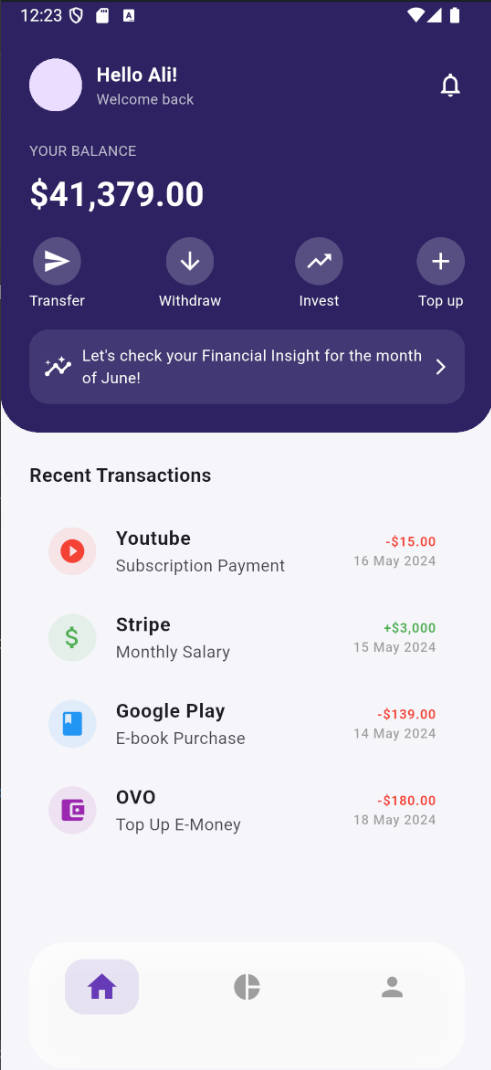 12:23
Hello Ali!
Welcome back
YOUR BALANCE
$41,379.00
Transfer
Withdraw
Invest
Top up
Let's check your Financial Insight for the month
of June!
Recent Transactions
Youtube
-$15.00
Subscription Payment
16 May 2024
Stripe
+$3,000
Monthly Salary
15 May 2024
Google Play
-$139.00
E-book Purchase
14 May 2024
OVO
-$180.00
Top Up E-Money
18 May 2024